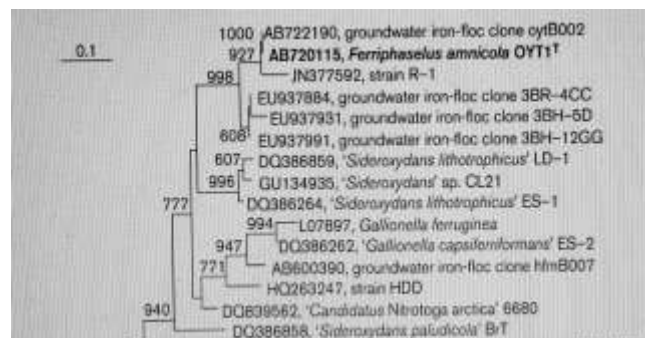 1000 AB722190, groundwater iron-floc clone oytB002
0.1
927 AB720115, Ferriphaselus amnicola OYT1ᵀ
JN377592, strain R-1
998
EU937884, groundwater iron-floc clone 3BR-4CC
EU937931, groundwater iron-floc clone 3BH-5D
608 EU937991, groundwater iron-floc clone 3BH-12GG
607 DQ386859, 'Sideroxydans lithotrophicus' LD-1
996 GU134935, 'Sideroxydans' sp. CL21
777 DQ386264, 'Sideroxydans lithotrophicus' ES-1
994 L07897, Gallionella ferruginea
947 DQ386262, 'Gallionella capsiferriformans' ES-2
771 AB600390, groundwater iron-floc clone hfmB007
HQ263247, strain HDD
940 DQ839562, 'Candidatus Nitrotoga arctica' 6680
DQ386858, 'Sideroxydans paludicola' BrT